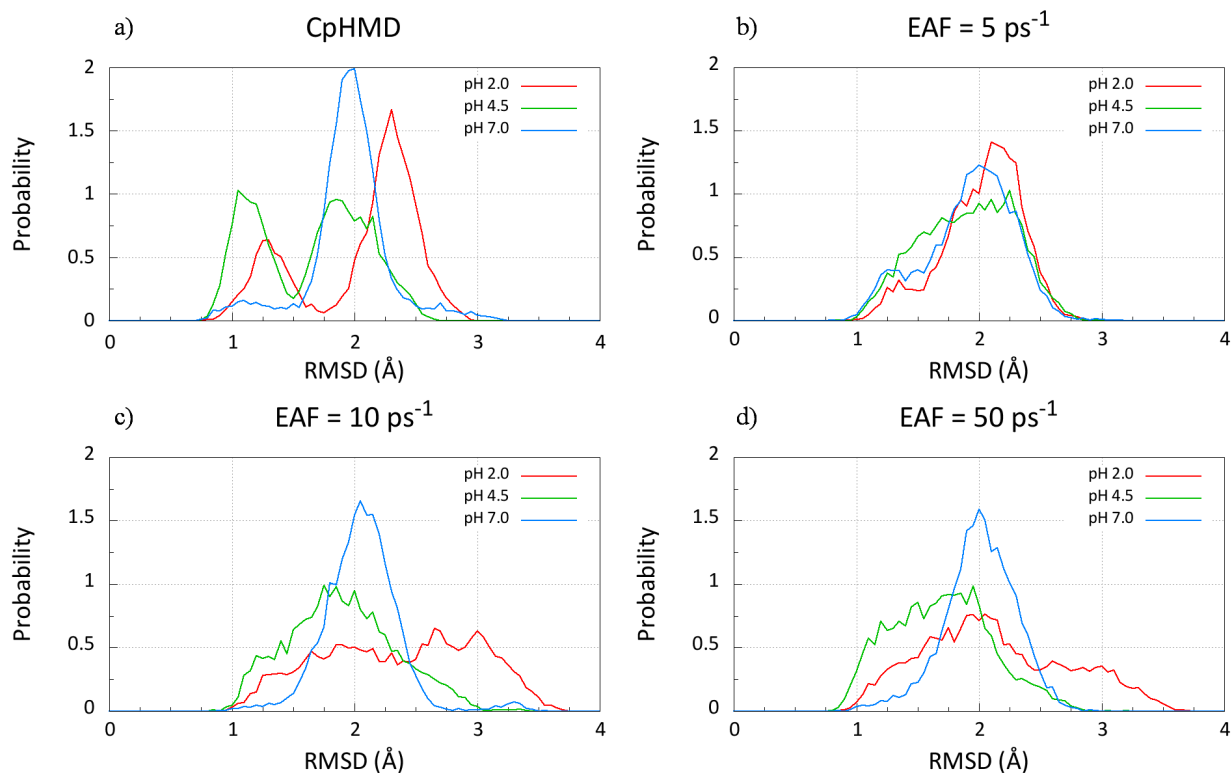 a) CpHMD
Probability
2
1.5
1
0.5
0
pH 2.0
pH 4.5
pH 7.0
0 1 2 3 4
RMSD (Å)
b) EAF = 5 ps-1
Probability
2
1.5
1
0.5
0
pH 2.0
pH 4.5
pH 7.0
0 1 2 3 4
RMSD (Å)
c) EAF = 10 ps-1
Probability
2
1.5
1
0.5
0
pH 2.0
pH 4.5
pH 7.0
0 1 2 3 4
RMSD (Å)
d) EAF = 50 ps-1
Probability
2
1.5
1
0.5
0
pH 2.0
pH 4.5
pH 7.0
0 1 2 3 4
RMSD (Å)